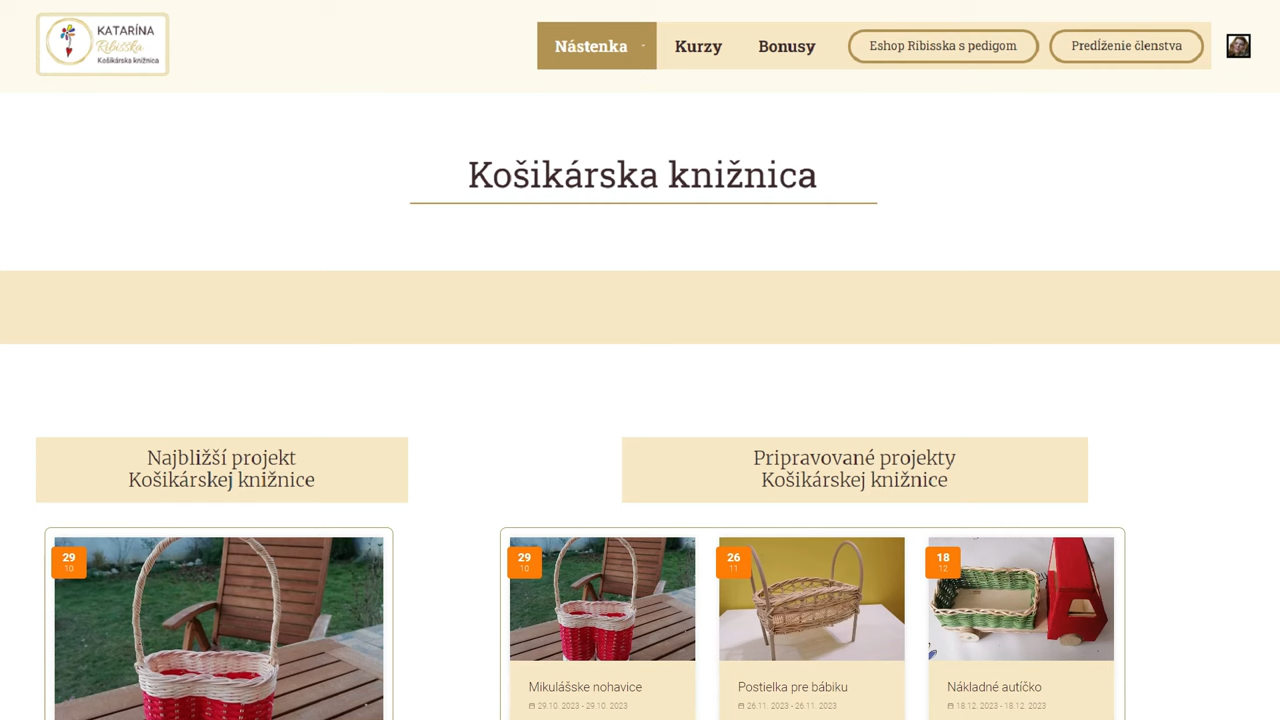 KATARÍNA
Ribisska
Košikárska knižnica
Nástenka
Kurzy
Bonusy
Eshop Ribisska s pedigom
Predĺženie členstva
Košikárska knižnica
Najbližší projekt
Košikárskej knižnice
Pripravované projekty
Košikárskej knižnice
29
10
29
10
26
11
18
12
Mikulášske nohavice
29.10. 2023 - 29.10. 2023
Postielka pre bábiku
26.11. 2023 - 26.11. 2023
Nákladné autíčko
18.12. 2023 - 18.12. 2023